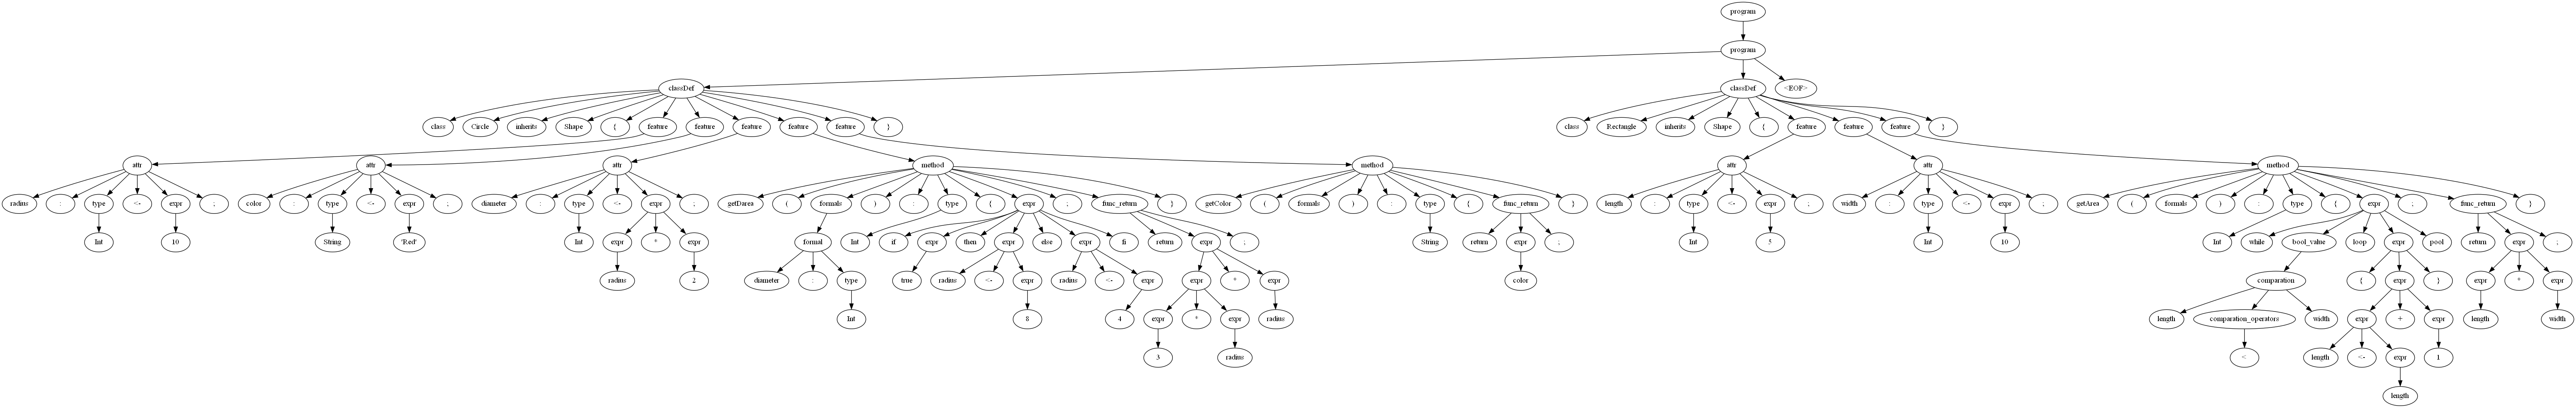 program
program
classDef classDef <EOF>
class Circle inherits Shape { feature feature feature feature feature } class Rectangle inherits Shape { feature feature feature }
attr attr attr method method attr attr method
radius : type <- expr ; color : type <- expr ; diameter : type <- expr ; getDarea ( formals ) : type { expr ; func_return } getColor ( formals ) : type { func_return } length : type <- expr ; width : type <- expr ; getArea ( formals ) : type { expr ; func_return }
Int 10 String 'Red' Int expr * expr formal Int if expr then expr else expr fi return expr ; String return expr ; Int 5 Int 10 Int while bool_value loop expr pool return expr ;
radius 2 diameter : type true radius <- expr radius <- expr expr * expr color comparation { expr } expr * expr
Int 8 4 expr * expr radius length comparation_operators width expr + expr length width
3 radius < length <- expr 1
length